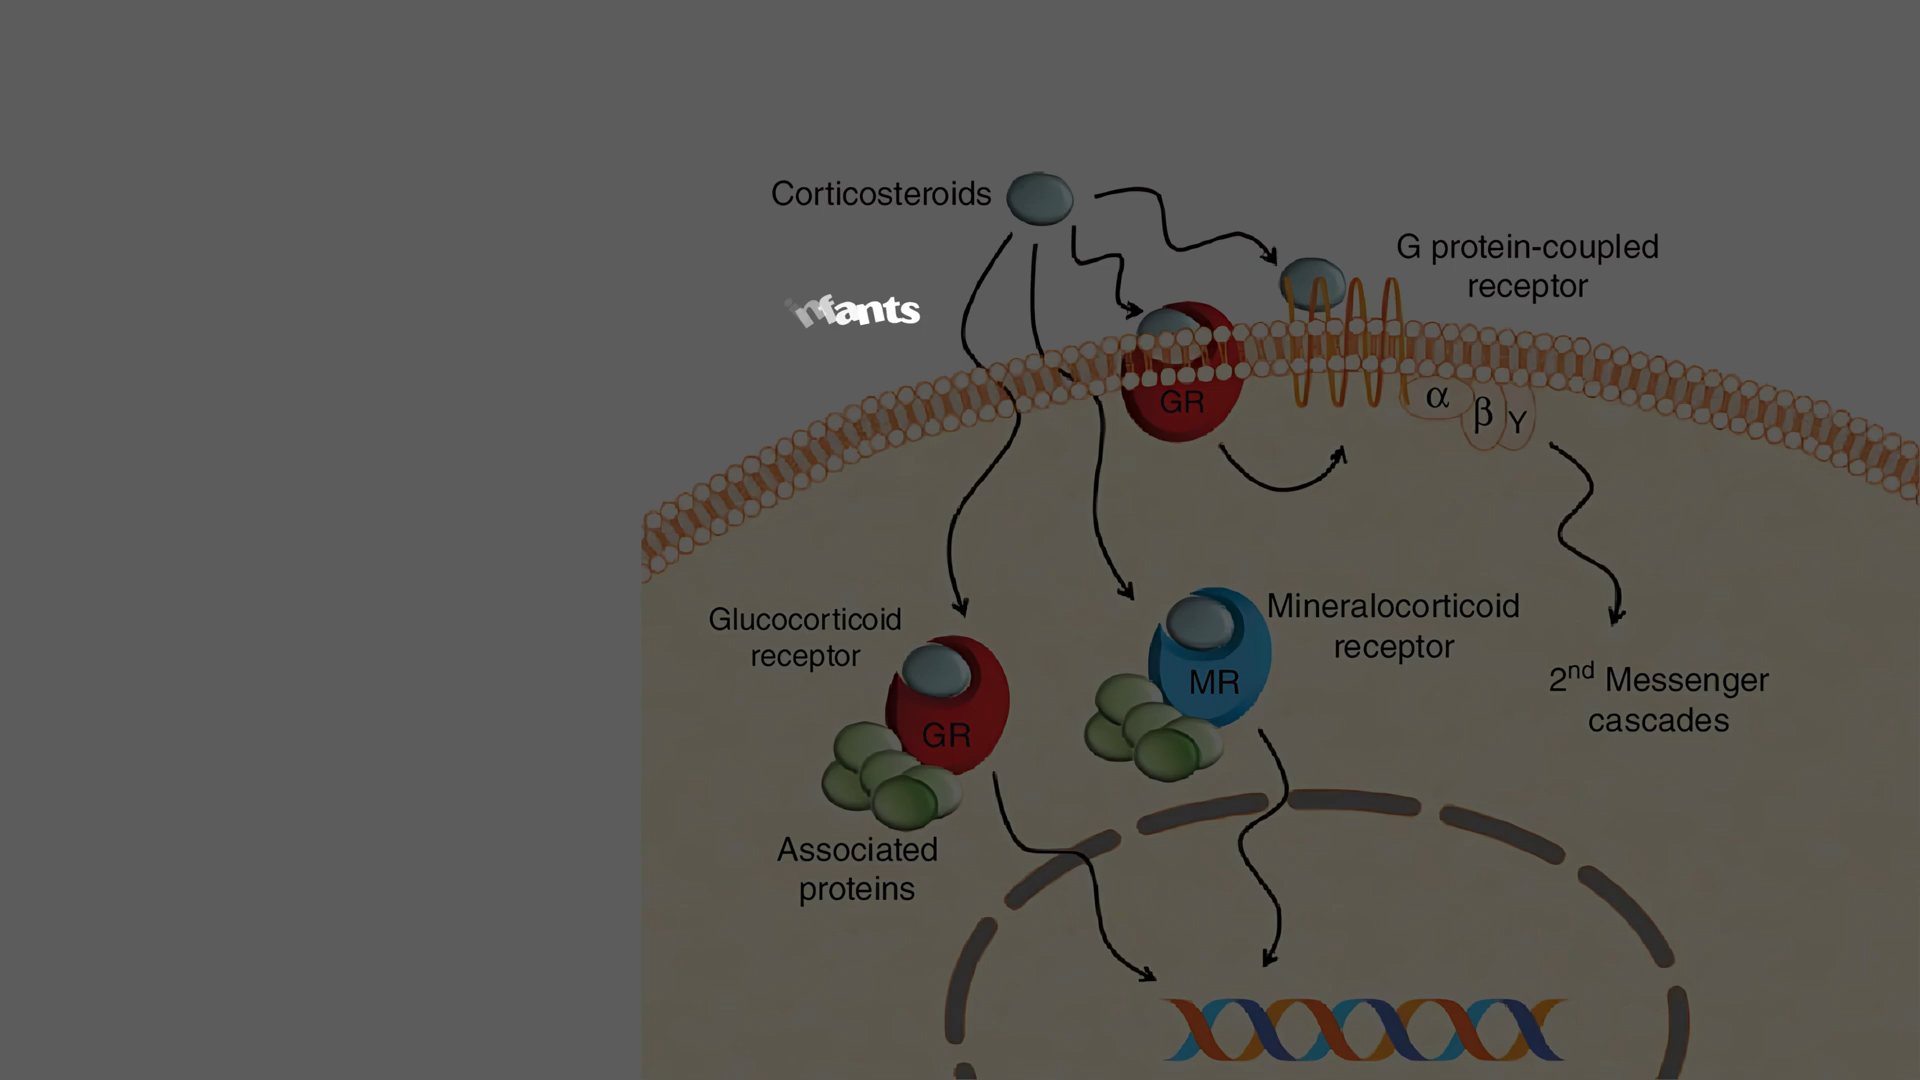 Corticosteroids
G protein-coupled
receptor
infants
GR
α
β
γ
Glucocorticoid
receptor
Mineralocorticoid
receptor
MR
2nd Messenger
cascades
GR
Associated
proteins